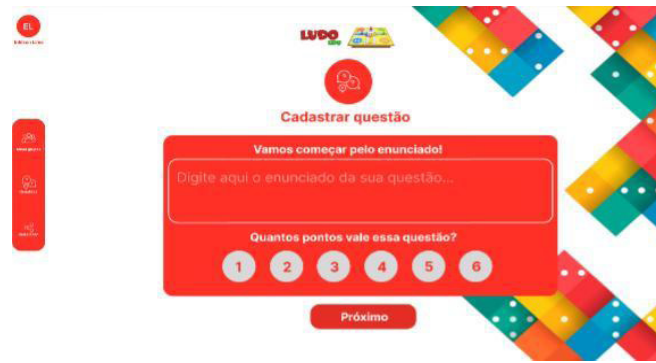 EL
LUDO
Cadastrar questão
Vamos começar pelo enunciado!
Digite aqui o enunciado da sua questão...
Quantos pontos vale essa questão?
1 2 3 4 5 6
Próximo